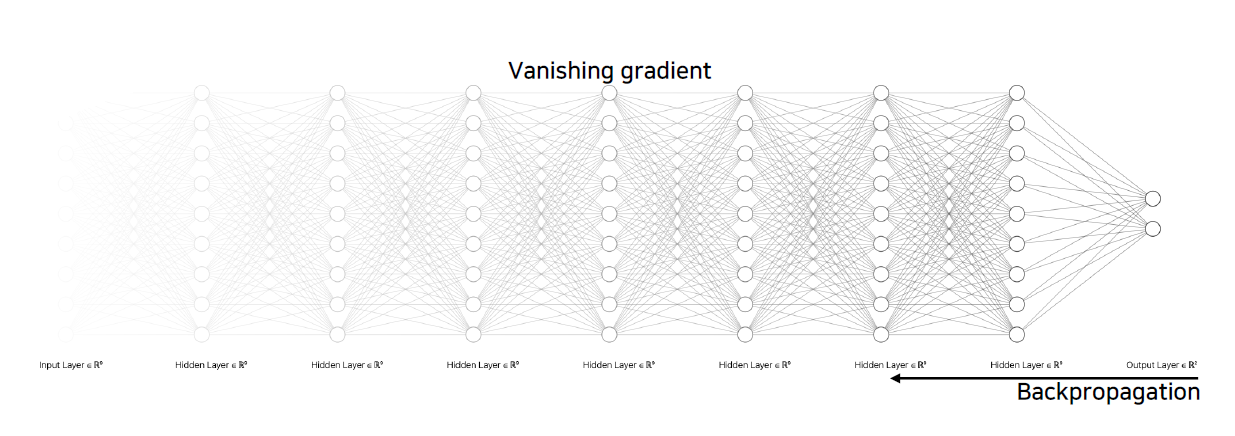 Vanishing gradient
Input Layer ∈ ℝ⁹
Hidden Layer ∈ ℝ⁹
Hidden Layer ∈ ℝ⁹
Hidden Layer ∈ ℝ⁹
Hidden Layer ∈ ℝ⁹
Hidden Layer ∈ ℝ⁹
Hidden Layer ∈ ℝ⁹
Hidden Layer ∈ ℝ⁹
Output Layer ∈ ℝ²
Backpropagation